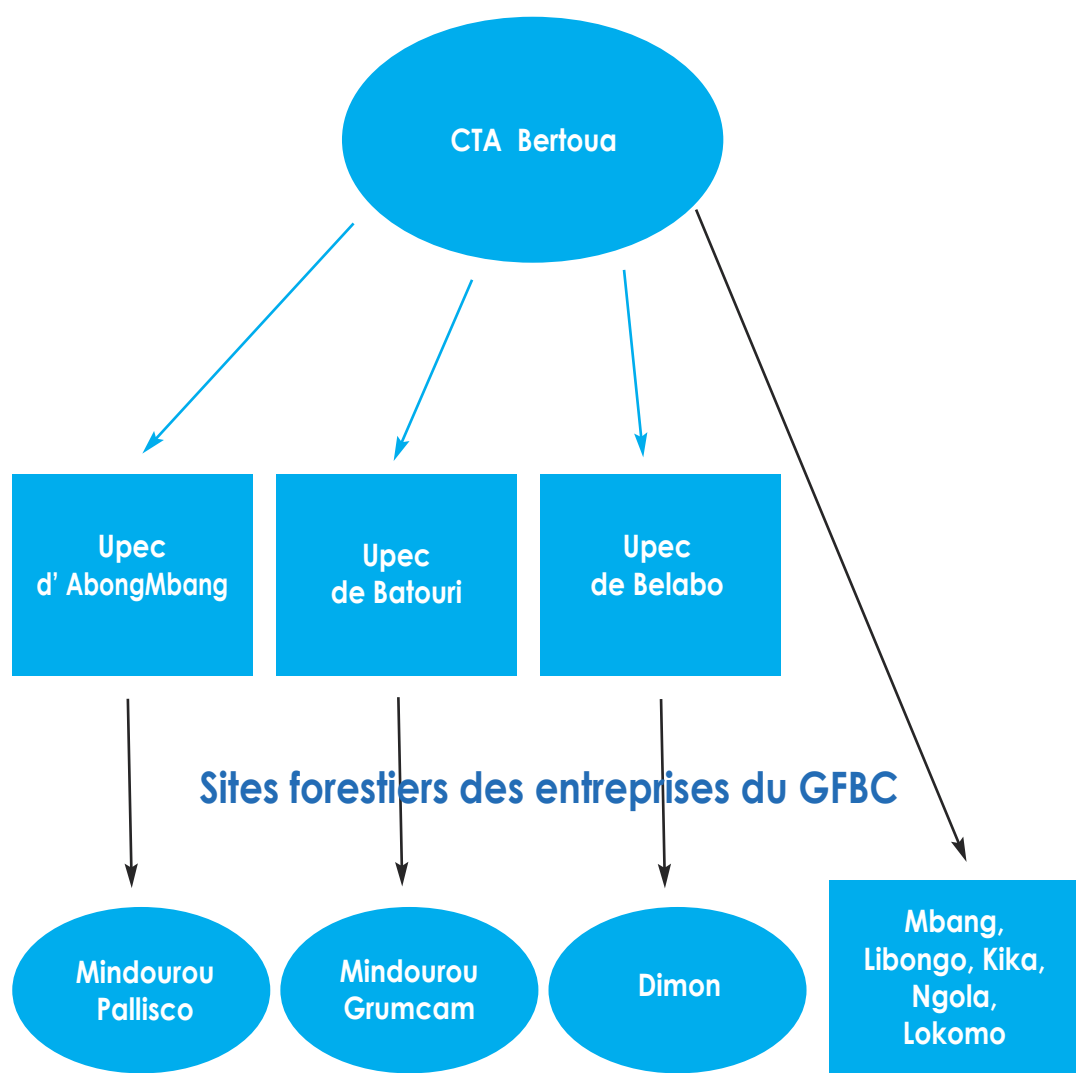 CTA Bertoua
Upec
d' AbongMbang
Upec
de Batouri
Upec
de Belabo
Sites forestiers des entreprises du GFBC
Mindourou
Pallisco
Mindourou
Grumcam
Dimon
Mbang,
Libongo, Kika,
Ngola,
Lokomo